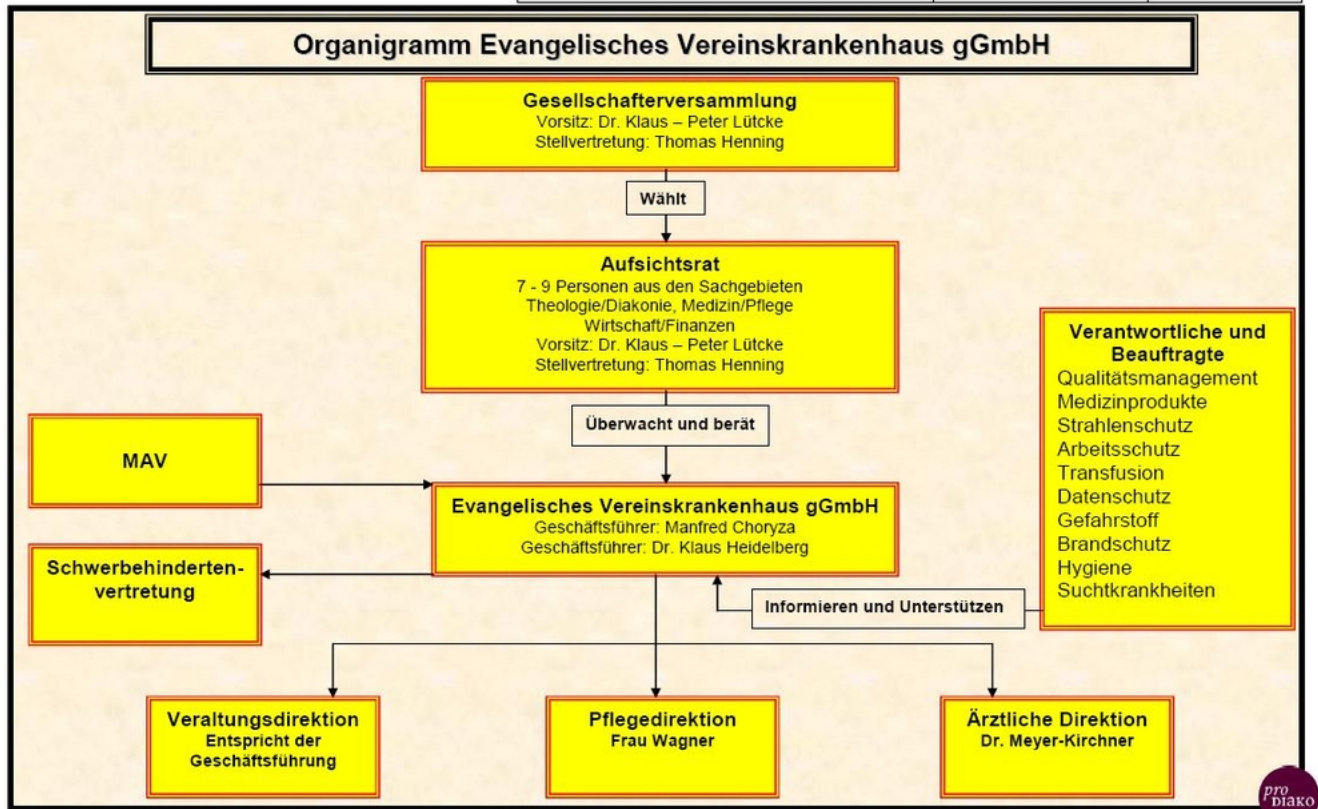 Organigramm Evangelisches Vereinskrankenhaus gGmbH
Gesellschafterversammlung
Vorsitz: Dr. Klaus – Peter Lütcke
Stellvertretung: Thomas Henning
Wählt
Aufsichtsrat
7 - 9 Personen aus den Sachgebieten
Theologie/Diakonie, Medizin/Pflege
Wirtschaft/Finanzen
Vorsitz: Dr. Klaus – Peter Lütcke
Stellvertretung: Thomas Henning
Verantwortliche und
Beauftragte
Qualitätsmanagement
Medizinprodukte
Strahlenschutz
Arbeitsschutz
Transfusion
Datenschutz
Gefahrstoff
Brandschutz
Hygiene
Suchtkrankheiten
Überwacht und berät
MAV
Evangelisches Vereinskrankenhaus gGmbH
Geschäftsführer: Manfred Choryza
Geschäftsführer: Dr. Klaus Heidelberg
Schwerbehinderten-
vertretung
Informieren und Unterstützen
Veraltungsdirektion
Entspricht der
Geschäftsführung
Pflegedirektion
Frau Wagner
Ärztliche Direktion
Dr. Meyer-Kirchner
pro
DIAKO